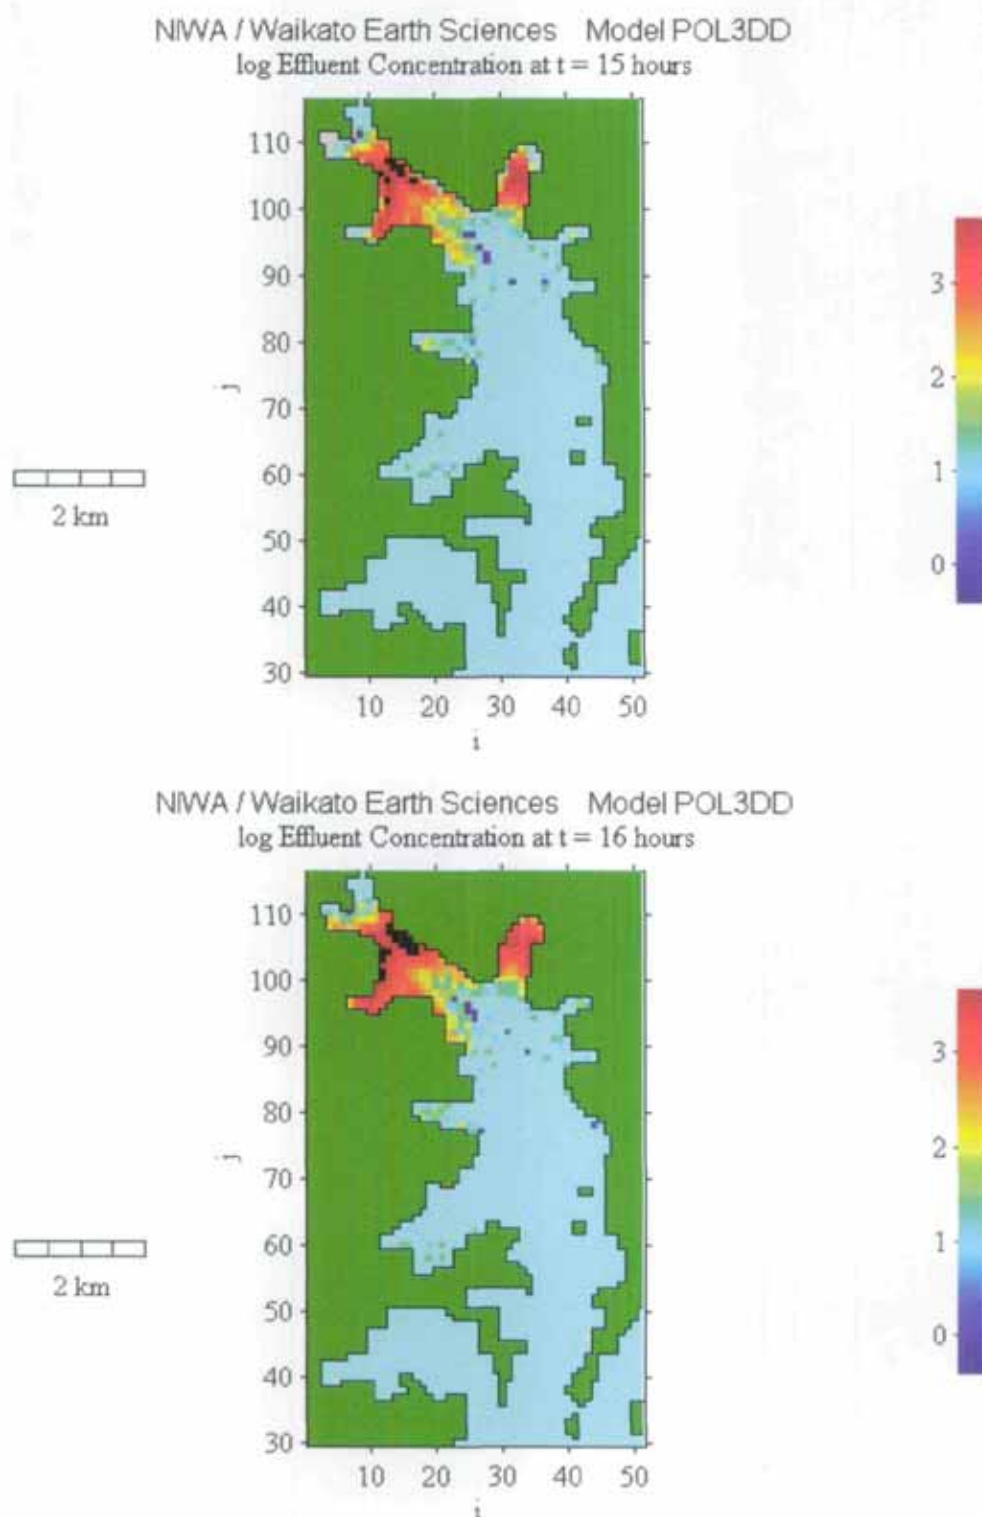 NIWA / Waikato Earth Sciences Model POL3DD
log Effluent Concentration at t = 15 hours
110
100
90
80
70
60
50
40
30
j
10 20 30 40 50
i
2 km
3
2
1
0
NIWA / Waikato Earth Sciences Model POL3DD
log Effluent Concentration at t = 16 hours
110
100
90
80
70
60
50
40
30
j
10 20 30 40 50
i
2 km
3
2
1
0